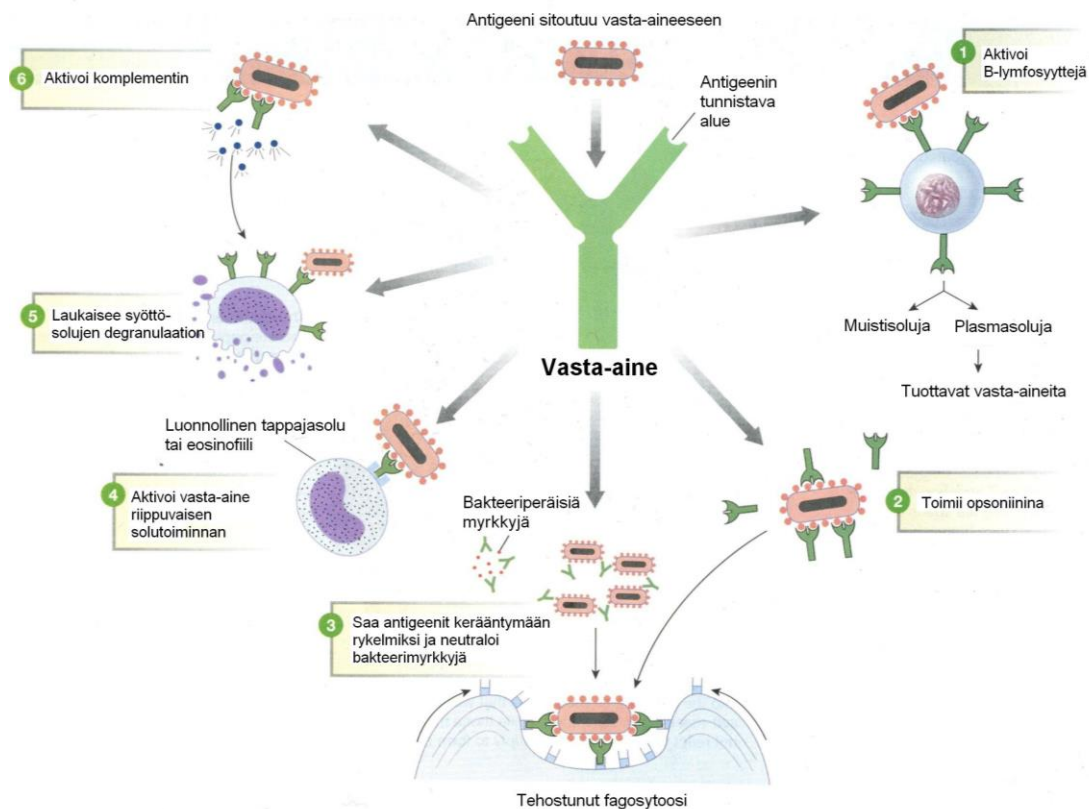 Antigeeni sitoutuu vasta-aineeseen
Antigeenin
tunnistava
alue
Vasta-aine
1
Aktivoi
B-lymfosyyttejä
Muistisoluja
Plasmasoluja
Tuottavat vasta-aineita
2
Toimii opsoniinina
3
Saa antigeenit kerääntymään
rykelmiksi ja neutraloi
bakteerimyrkkyjä
Bakteeriperäisiä
myrkkyjä
Tehostunut fagosytoosi
4
Aktivoi vasta-aine
riippuvaisen
solutoiminnan
Luonnollinen tappajasolu
tai eosinofiili
5
Laukaisee syöttö-
solujen degranulaation
6
Aktivoi komplementin